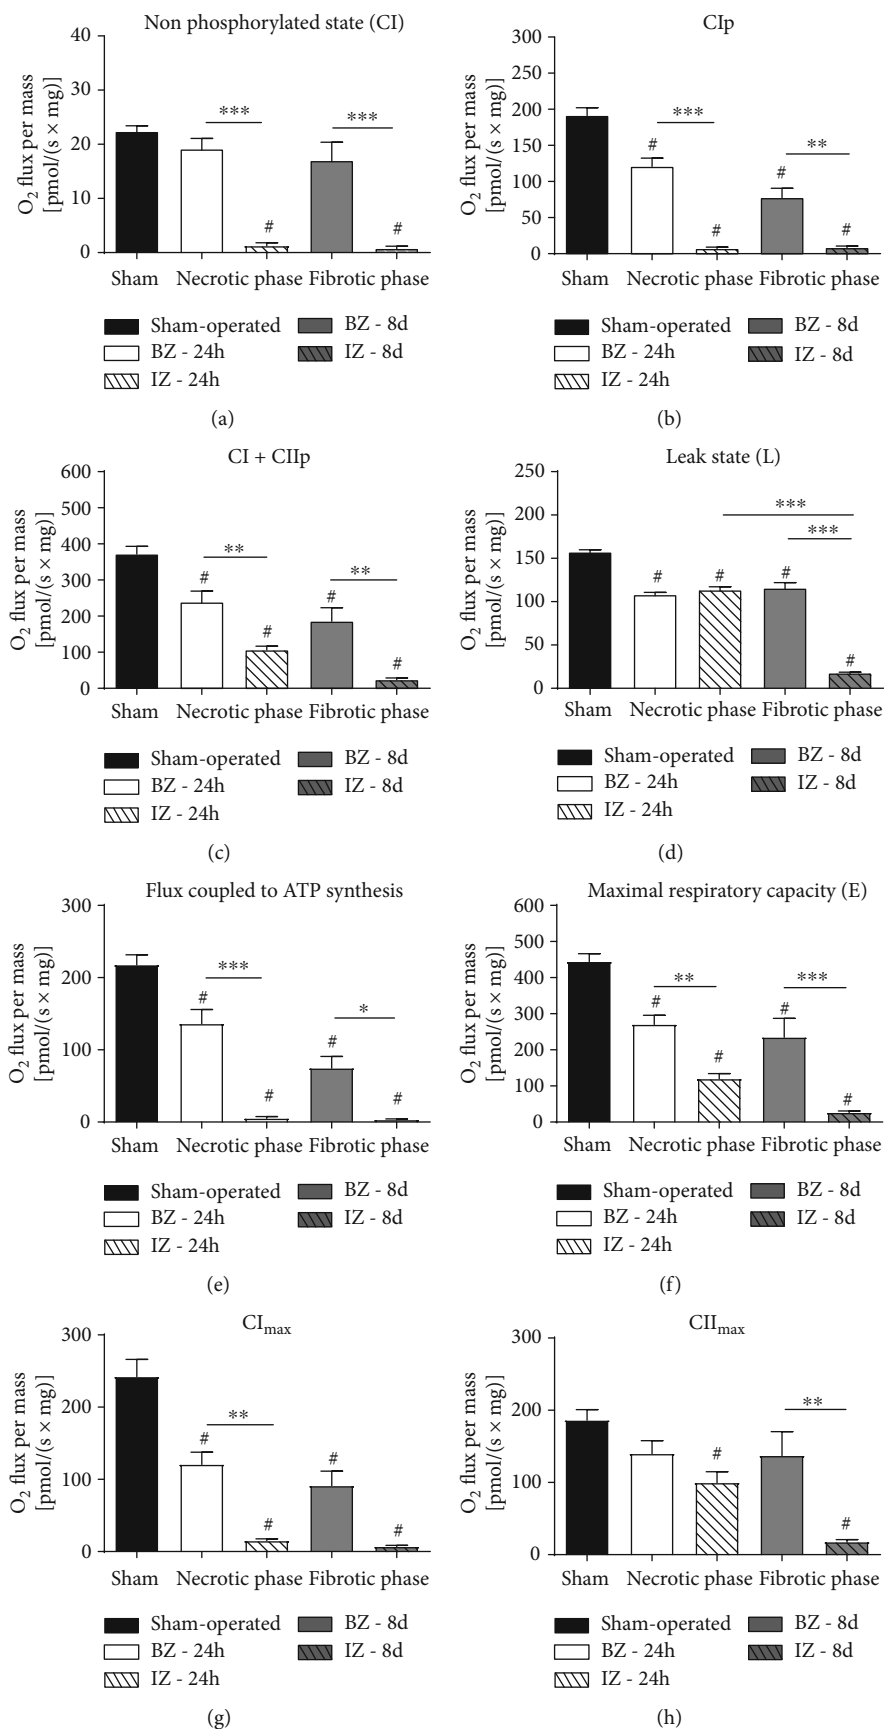 Non phosphorylated state (CI)
O2 flux per mass
[pmol/(s × mg)]
40
30
20
10
0
***
***
#
#
Sham Necrotic phase Fibrotic phase
Sham-operated BZ - 8d
BZ - 24h IZ - 8d
IZ - 24h
(a)
CIp
O2 flux per mass
[pmol/(s × mg)]
300
250
200
150
100
50
0
***
**
#
#
#
#
Sham Necrotic phase Fibrotic phase
Sham-operated BZ - 8d
BZ - 24h IZ - 8d
IZ - 24h
(b)
CI + CIIp
O2 flux per mass
[pmol/(s × mg)]
600
500
400
300
200
100
0
**
**
#
#
#
#
Sham Necrotic phase Fibrotic phase
Sham-operated BZ - 8d
BZ - 24h IZ - 8d
IZ - 24h
(c)
Leak state (L)
O2 flux per mass
[pmol/(s × mg)]
250
200
150
100
50
0
***
***
#
#
#
#
Sham Necrotic phase Fibrotic phase
Sham-operated BZ - 8d
BZ - 24h IZ - 8d
IZ - 24h
(d)
Flux coupled to ATP synthesis
O2 flux per mass
[pmol/(s × mg)]
300
200
100
0
***
*
#
#
#
#
Sham Necrotic phase Fibrotic phase
Sham-operated BZ - 8d
BZ - 24h IZ - 8d
IZ - 24h
(e)
Maximal respiratory capacity (E)
O2 flux per mass
[pmol/(s × mg)]
600
500
400
300
200
100
0
**
***
#
#
#
#
Sham Necrotic phase Fibrotic phase
Sham-operated BZ - 8d
BZ - 24h IZ - 8d
IZ - 24h
(f)
CImax
O2 flux per mass
[pmol/(s × mg)]
300
200
100
0
**
#
#
#
#
Sham Necrotic phase Fibrotic phase
Sham-operated BZ - 8d
BZ - 24h IZ - 8d
IZ - 24h
(g)
CIImax
O2 flux per mass
[pmol/(s × mg)]
300
200
100
0
**
#
#
Sham Necrotic phase Fibrotic phase
Sham-operated BZ - 8d
BZ - 24h IZ - 8d
IZ - 24h
(h)